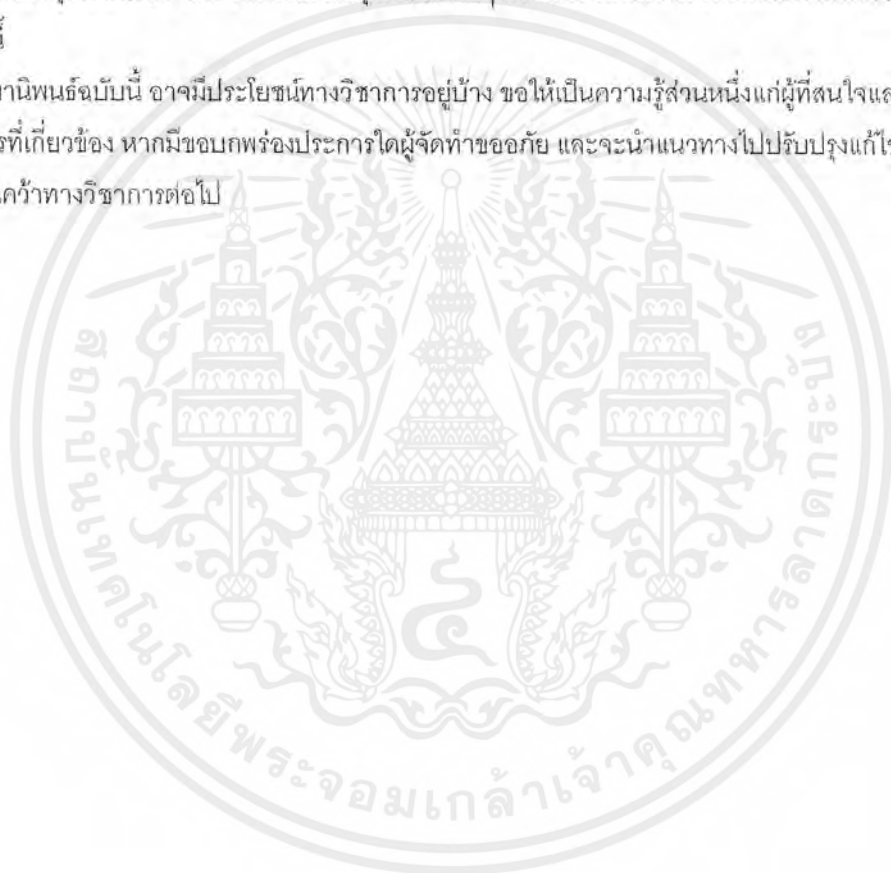 านิพนธ์ฉบับนี้ อาจมีประโยชน์ทางวิชาการอยู่บ้าง ขอให้เป็นความรู้ส่วนหนึ่งแก่ผู้ที่สนใจแล
รที่เกี่ยวข้อง หากมีขอบกพร่องประการใดผู้จัดทำขออภัย และจะนำแนวทางไปปรับปรุงแก้ไข
นคว้าทางวิชาการต่อไป
สถาบันเทคโนโลยีพระจอมเกล้าเจ้าคุณทหารลาดกระบัง